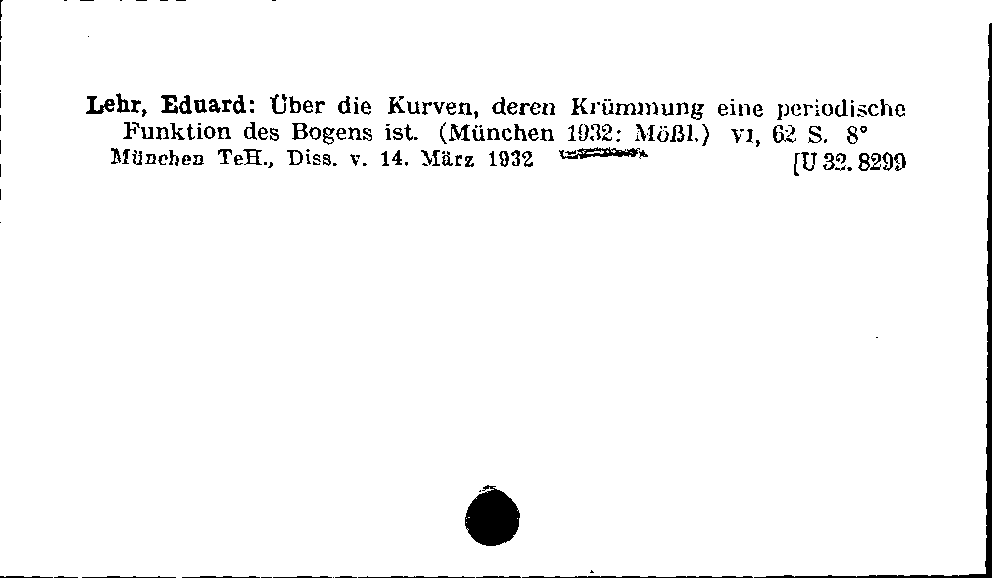 Lehr, Eduard: Über die Kurven, deren Krümmung eine periodische
Funktion des Bogens ist. (München 1932: Mößl.) VI, 62 S. 8°
München TeH., Diss. v. 14. März 1932 [U 32. 8299